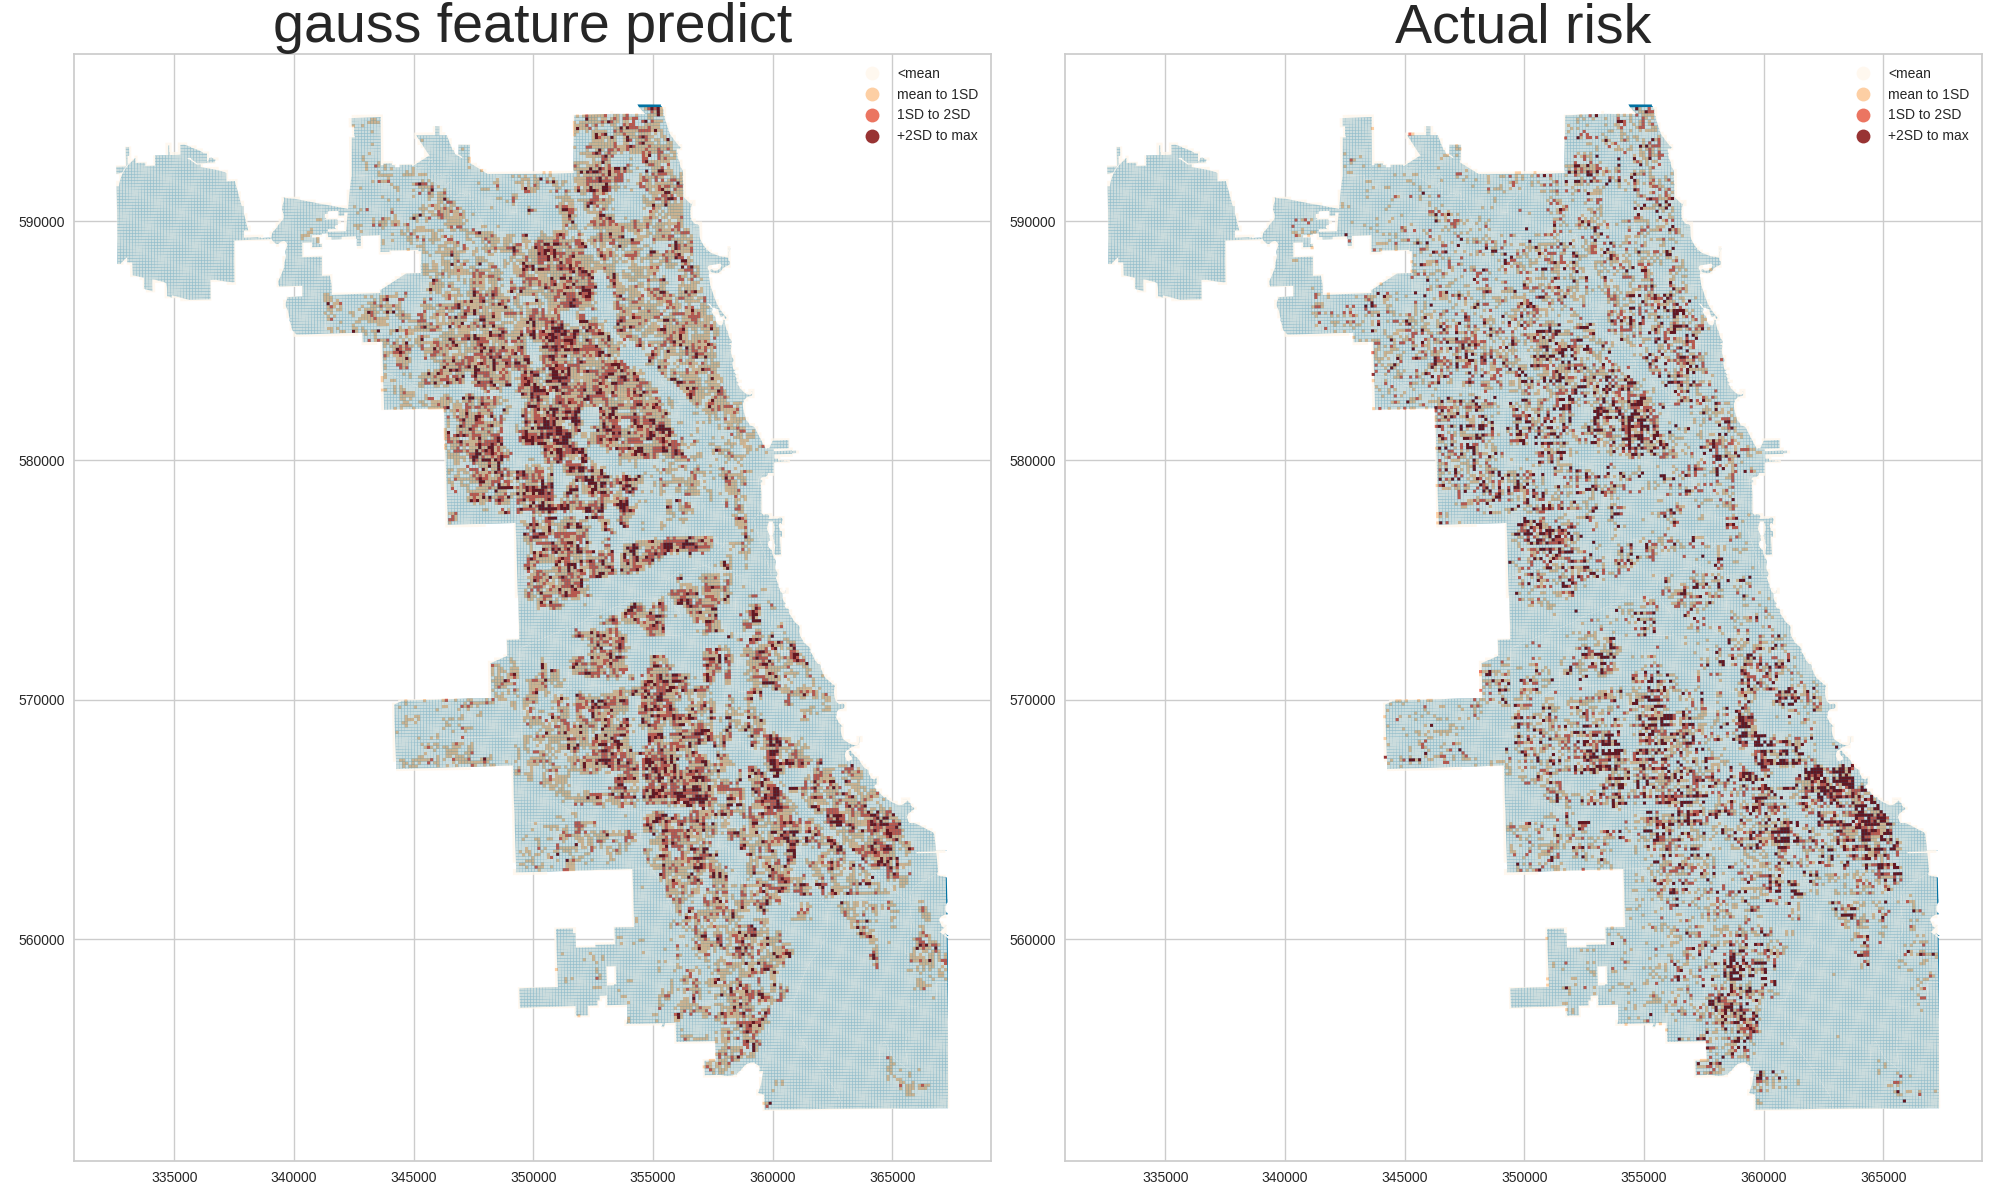 gauss feature predict
<mean
mean to 1SD
1SD to 2SD
+2SD to max
590000
580000
570000
560000
335000 340000 345000 350000 355000 360000 365000
Actual risk
<mean
mean to 1SD
1SD to 2SD
+2SD to max
590000
580000
570000
560000
335000 340000 345000 350000 355000 360000 365000